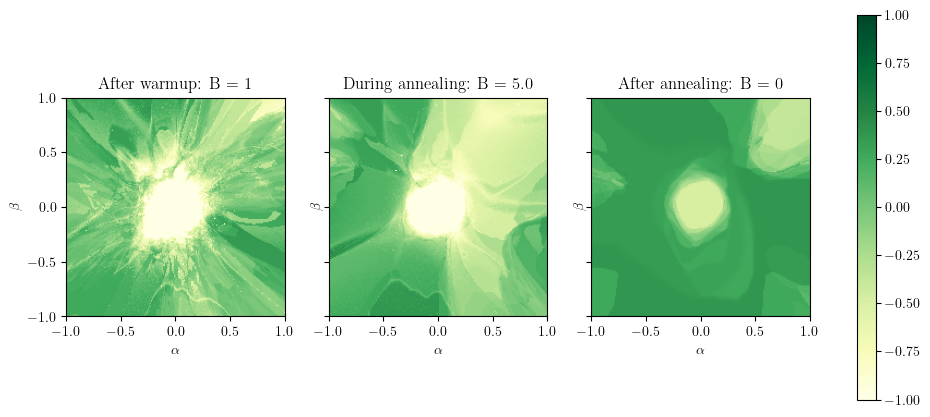 After warmup: B = 1
During annealing: B = 5.0
After annealing: B = 0
1.0
0.5
0.0
−0.5
−1.0
β
β
β
−1.0 −0.5 0.0 0.5 1.0
−1.0 −0.5 0.0 0.5 1.0
−1.0 −0.5 0.0 0.5 1.0
α
α
α
1.00
0.75
0.50
0.25
0.00
−0.25
−0.50
−0.75
−1.00